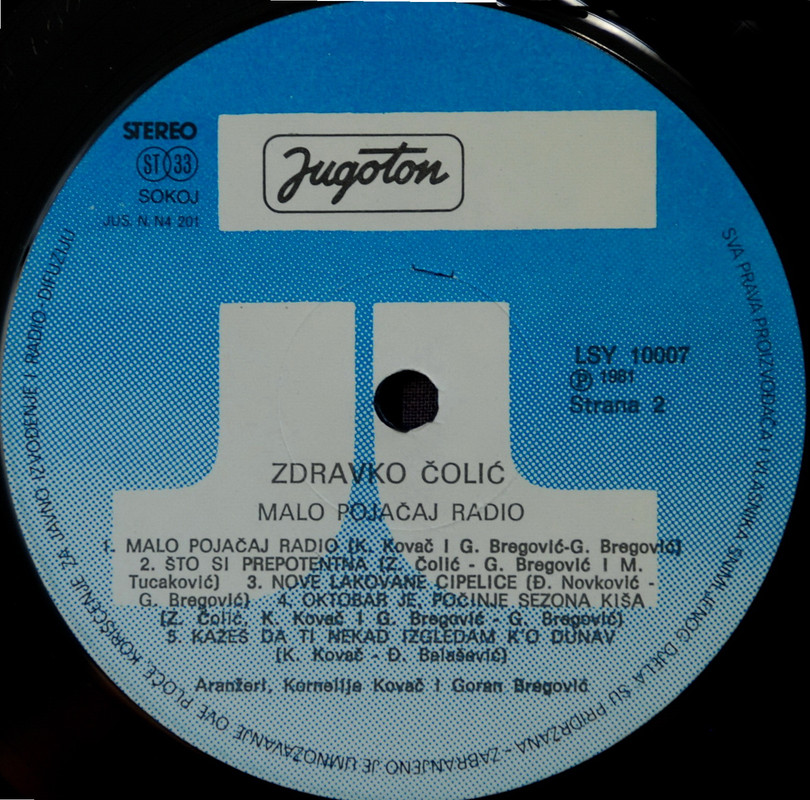 STEREO
ST 33
SOKOJ
JUS. N. N4 201
Jugoton
LSY 10007
Ⓟ 1981
Strana 2
ZDRAVKO ČOLIĆ
MALO POJAČAJ RADIO
1. MALO POJAČAJ RADIO (K. Kovač I G. Bregović-G. Bregović)
2. ŠTO SI PREPOTENTNA (Z. Čolić - G. Bregović I M.
Tucaković) 3. NOVE LAKOVANE CIPELICE (Đ. Novković -
G. Bregović) 4. OKTOBAR JE, POČINJE SEZONA KIŠA
(Z. Čolić, K. Kovač I G. Bregović - G. Bregović)
5. KAŽEŠ DA TI NEKAD IZGLEDAM K'O DUNAV
(K. Kovač - Đ. Balašević)
Aranžeri, Kornelije Kovač I Goran Bregović
SVA PRAVA PROIZVOĐAČA I VLASNIKA SNIMLJENOG DJELA SU PRIDRŽANA - ZABRANJENO JE UMNOŽAVANJE OVE PLOČE, KORIŠĆENJE ZA JAVNO IZVOĐENJE I RADIO-DIFUZIJU